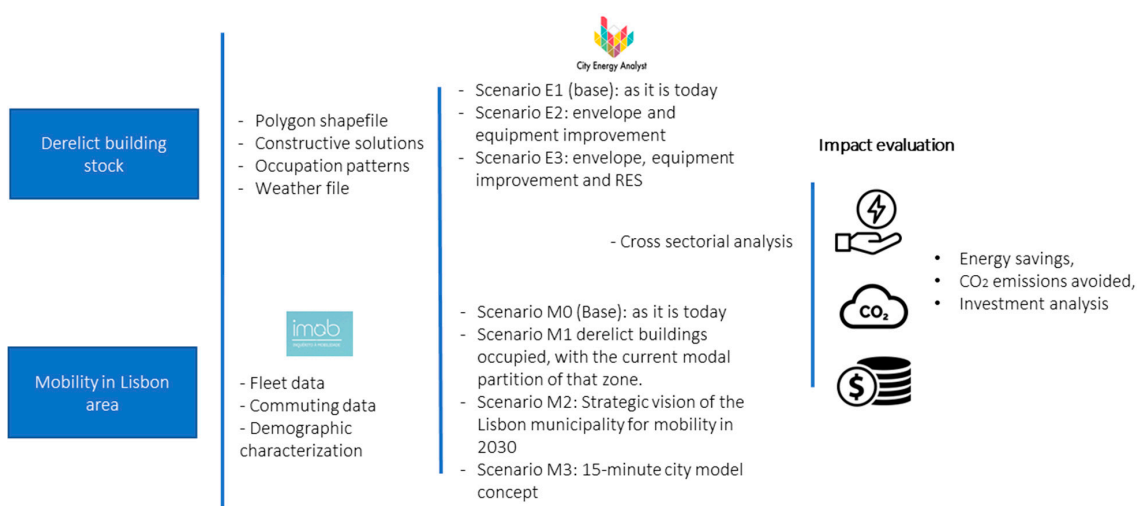 City Energy Analyst
Derelict building
stock
- Polygon shapefile
- Constructive solutions
- Occupation patterns
- Weather file
- Scenario E1 (base): as it is today
- Scenario E2: envelope and
equipment improvement
- Scenario E3: envelope, equipment
improvement and RES
- Cross sectorial analysis
Impact evaluation
CO2
$
• Energy savings,
• CO2 emissions avoided,
• Investment analysis
Mobility in Lisbon
area
imob
- Fleet data
- Commuting data
- Demographic
characterization
- Scenario M0 (Base): as it is today
- Scenario M1 derelict buildings
occupied, with the current modal
partition of that zone.
- Scenario M2: Strategic vision of the
Lisbon municipality for mobility in
2030
- Scenario M3: 15-minute city model
concept